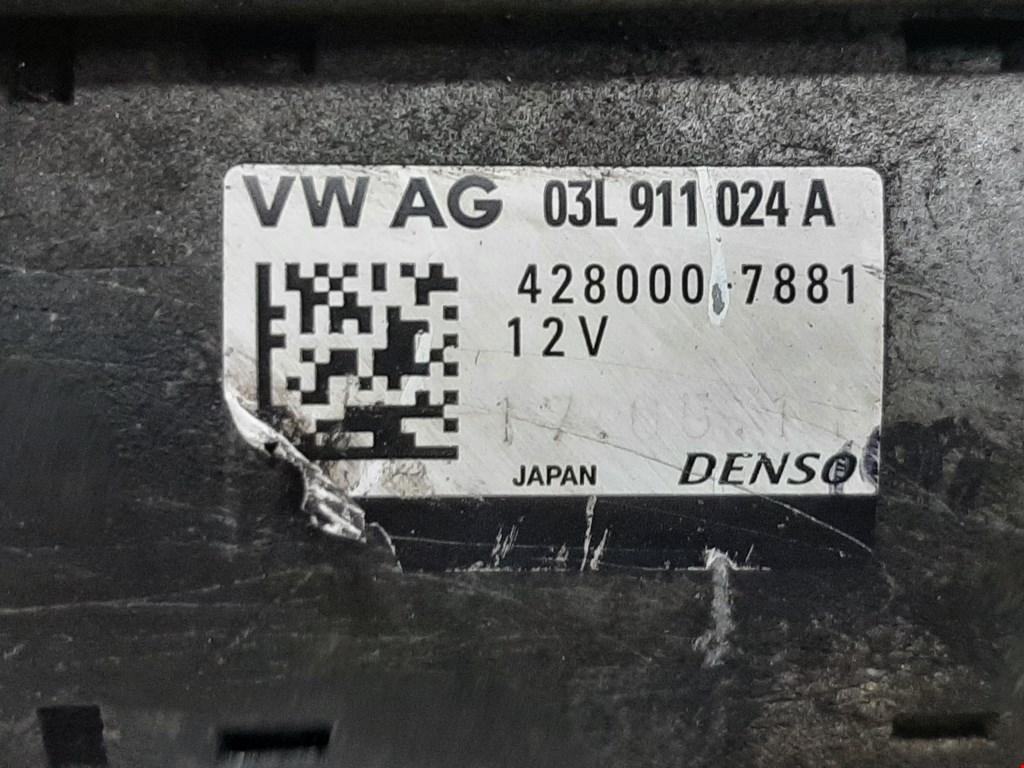 VW AG 03L 911 024 A
428000 7881
12V
JAPAN DENSO